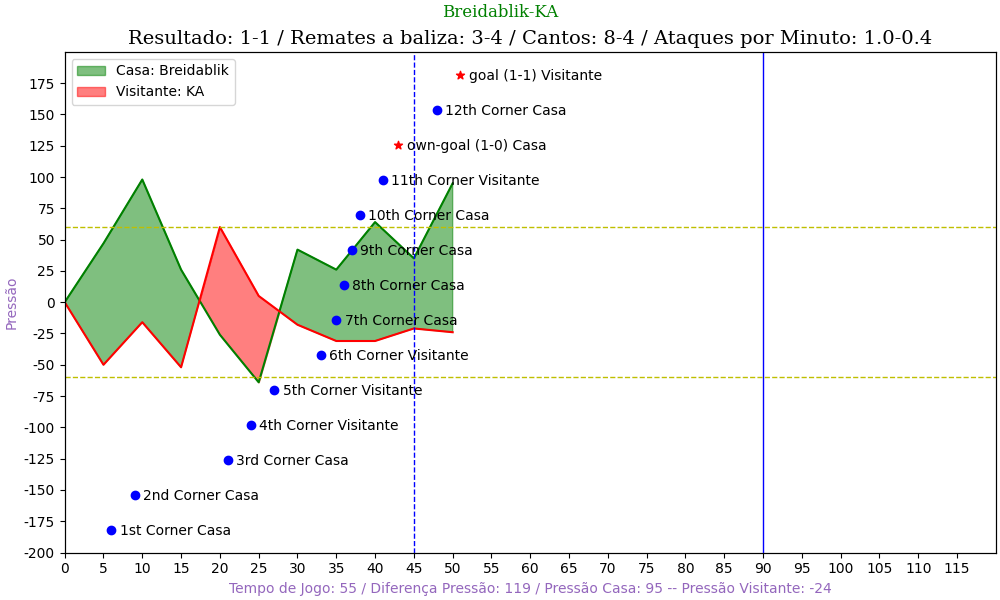 Breidablik-KA
Resultado: 1-1 / Remates a baliza: 3-4 / Cantos: 8-4 / Ataques por Minuto: 1.0-0.4
Casa: Breidablik
Visitante: KA
goal (1-1) Visitante
12th Corner Casa
own-goal (1-0) Casa
11th Corner Visitante
10th Corner Casa
9th Corner Casa
8th Corner Casa
7th Corner Casa
6th Corner Visitante
5th Corner Visitante
4th Corner Visitante
3rd Corner Casa
2nd Corner Casa
1st Corner Casa
Pressão
175
150
125
100
75
50
25
0
-25
-50
-75
-100
-125
-150
-175
-200
0 5 10 15 20 25 30 35 40 45 50 55 60 65 70 75 80 85 90 95 100 105 110 115
Tempo de Jogo: 55 / Diferença Pressão: 119 / Pressão Casa: 95 -- Pressão Visitante: -24